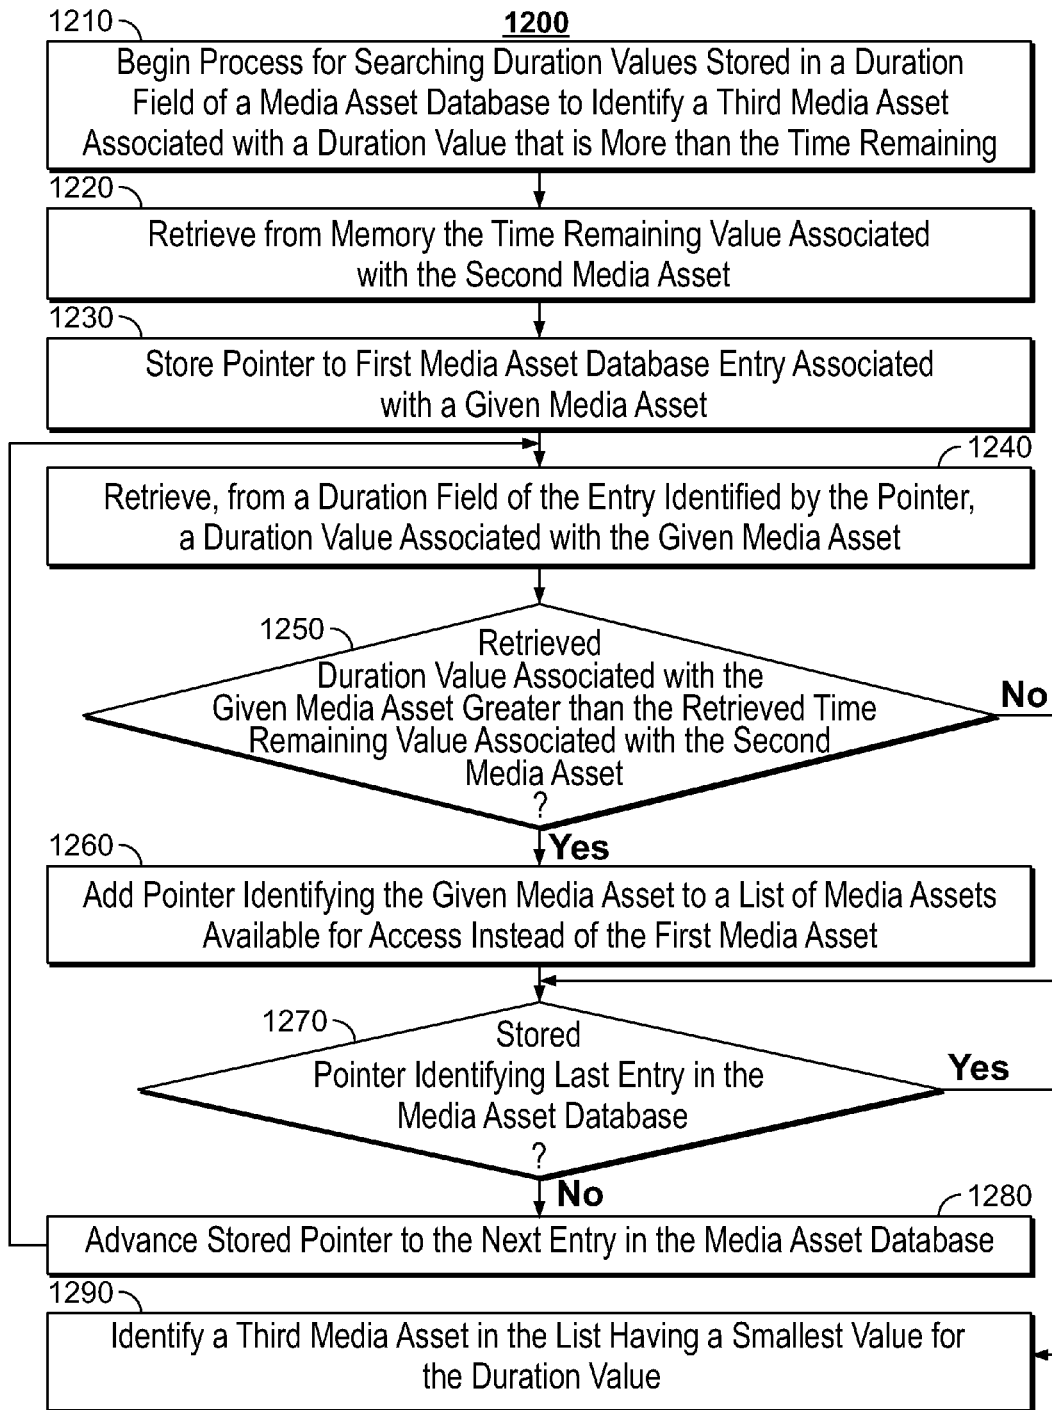 1200
1210
Begin Process for Searching Duration Values Stored in a Duration
Field of a Media Asset Database to Identify a Third Media Asset
Associated with a Duration Value that is More than the Time Remaining
1220
Retrieve from Memory the Time Remaining Value Associated
with the Second Media Asset
1230
Store Pointer to First Media Asset Database Entry Associated
with a Given Media Asset
1240
Retrieve, from a Duration Field of the Entry Identified by the Pointer,
a Duration Value Associated with the Given Media Asset
1250
Retrieved
Duration Value Associated with the
Given Media Asset Greater than the Retrieved Time
Remaining Value Associated with the Second
Media Asset
?
No
Yes
1260
Add Pointer Identifying the Given Media Asset to a List of Media Assets
Available for Access Instead of the First Media Asset
1270
Stored
Pointer Identifying Last Entry in the
Media Asset Database
?
Yes
No
1280
Advance Stored Pointer to the Next Entry in the Media Asset Database
1290
Identify a Third Media Asset in the List Having a Smallest Value for
the Duration Value